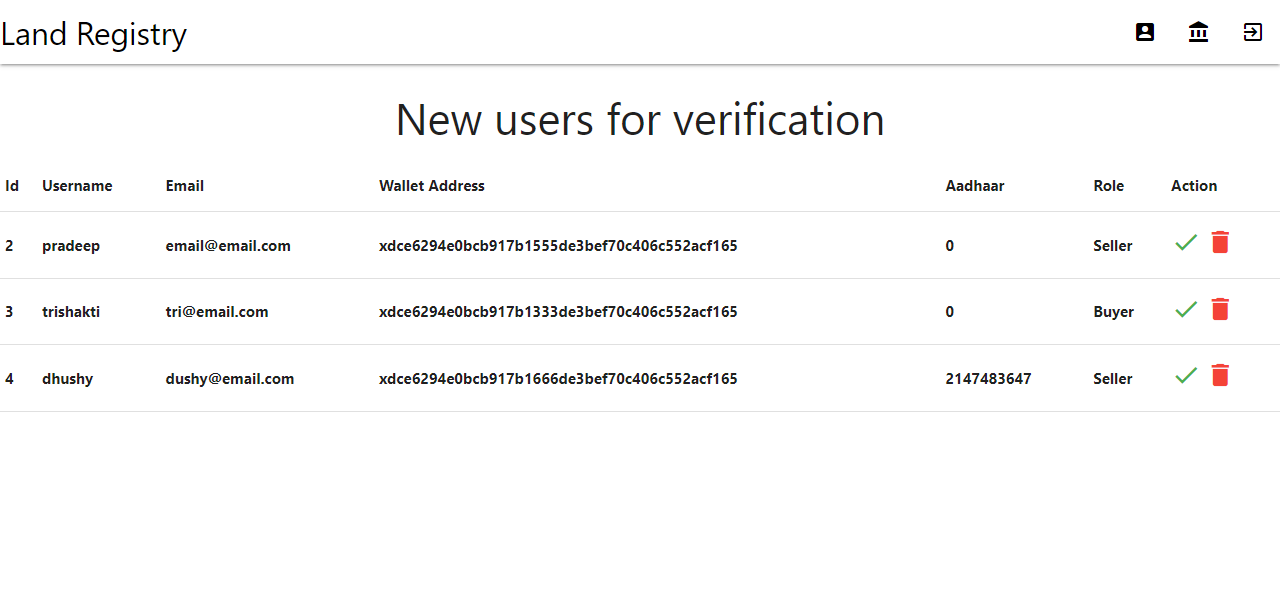 Land Registry
New users for verification
Id Username Email Wallet Address Aadhaar Role Action
2 pradeep email@email.com xdce6294e0bcb917b1555de3bef70c406c552acf165 0 Seller
3 trishakti tri@email.com xdce6294e0bcb917b1333de3bef70c406c552acf165 0 Buyer
4 dhushy dushy@email.com xdce6294e0bcb917b1666de3bef70c406c552acf165 2147483647 Seller